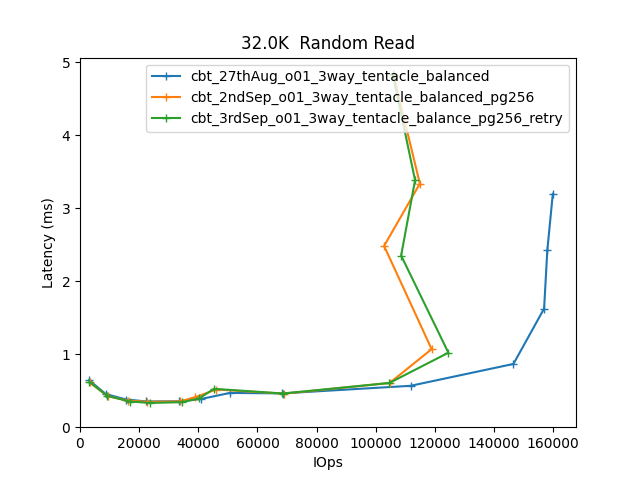 32.0K  Random Read
cbt_27thAug_o01_3way_tentacle_balanced
cbt_2ndSep_o01_3way_tentacle_balanced_pg256
cbt_3rdSep_o01_3way_tentacle_balance_pg256_retry
Latency (ms)
5
4
3
2
1
0
0 20000 40000 60000 80000 100000 120000 140000 160000
IOps